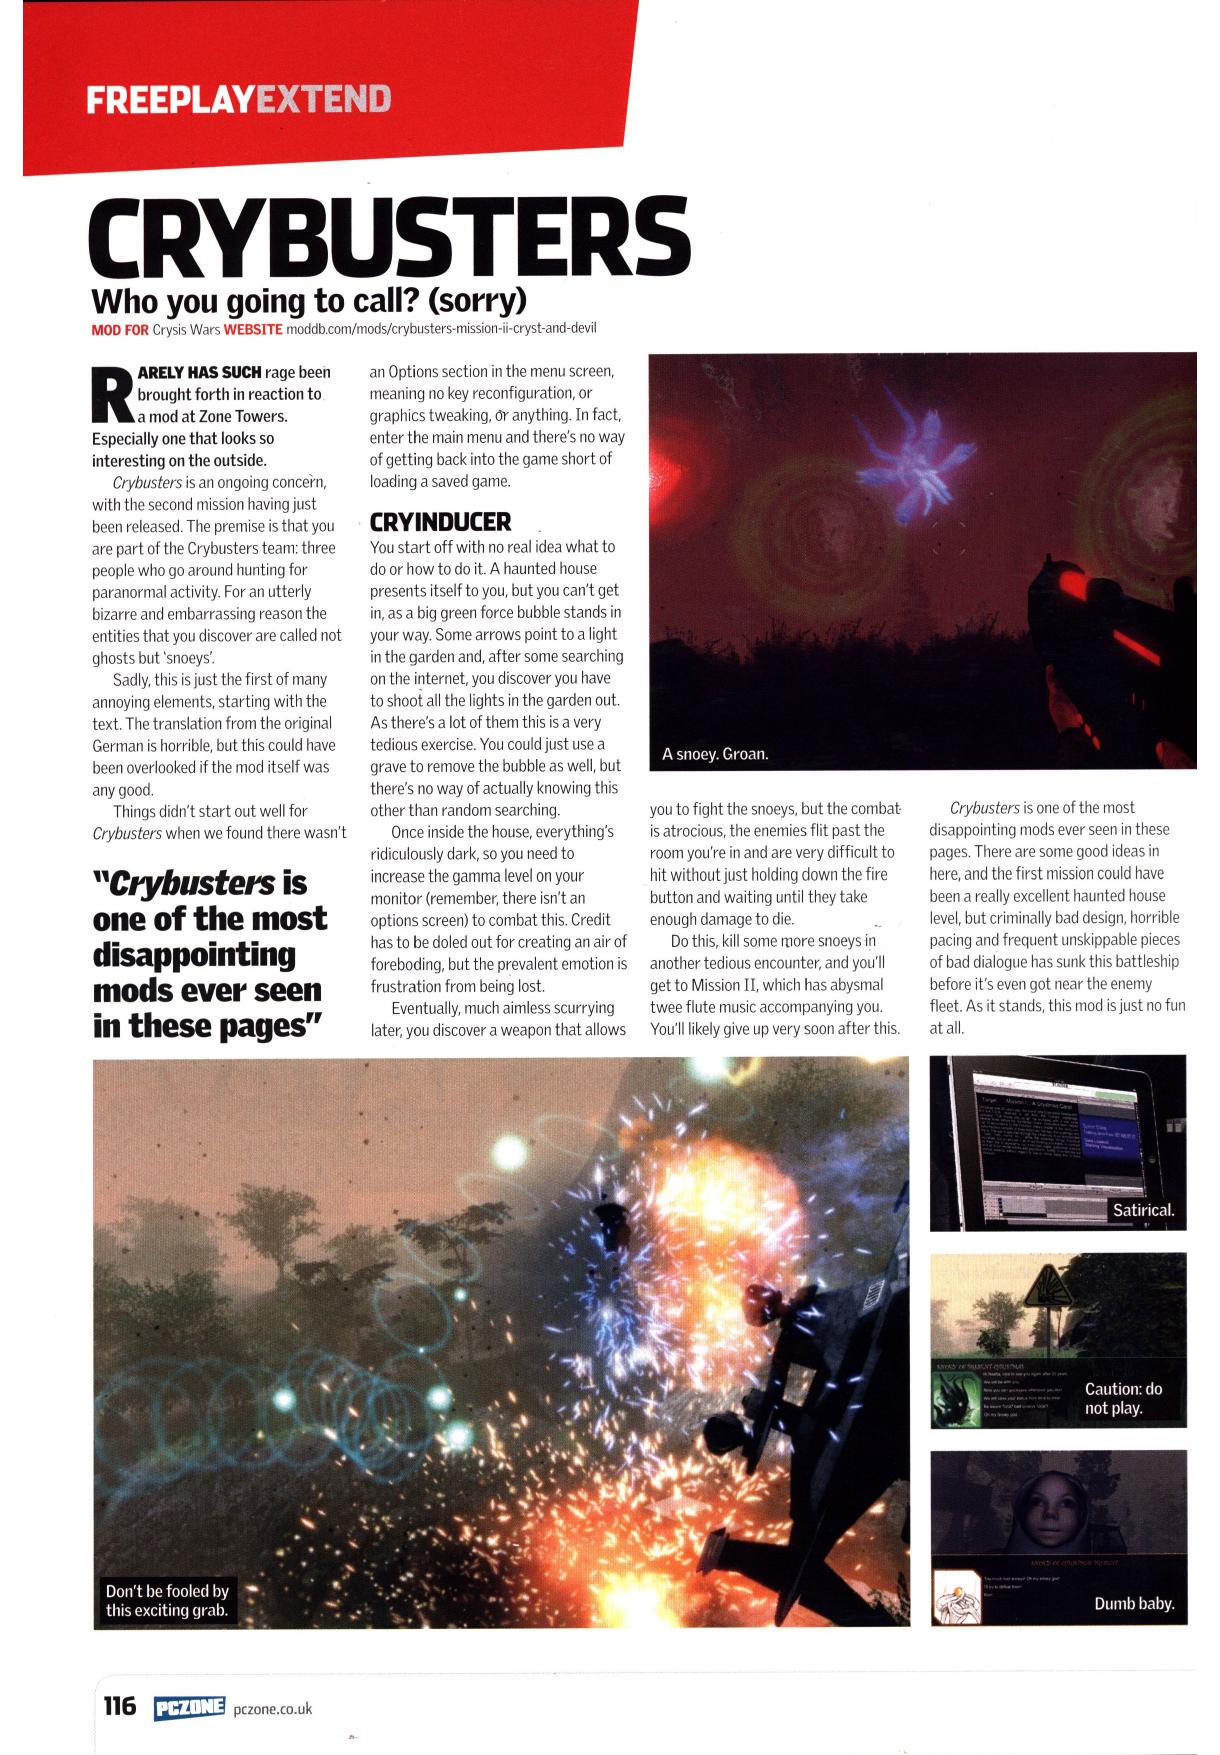 FREEPLAYEXTEND
CRYBUSTERS
Who you going to call? (sorry)
MOD FOR Crysis Wars WEBSITE moddb.com/mods/crybusters-mission-ii-cryst-and-devil
RARELY HAS SUCH rage been
brought forth in reaction to
a mod at Zone Towers.
Especially one that looks so
interesting on the outside.
Crybusters is an ongoing concern,
with the second mission having just
been released. The premise is that you
are part of the Crybusters team: three
people who go around hunting for
paranormal activity. For an utterly
bizarre and embarrassing reason the
entities that you discover are called not
ghosts but 'snoeys'.
Sadly, this is just the first of many
annoying elements, starting with the
text. The translation from the original
German is horrible, but this could have
been overlooked if the mod itself was
any good.
Things didn't start out well for
Crybusters when we found there wasn't
"Crybusters is
one of the most
disappointing
mods ever seen
in these pages"
an Options section in the menu screen,
meaning no key reconfiguration, or
graphics tweaking, or anything. In fact,
enter the main menu and there's no way
of getting back into the game short of
loading a saved game.
CRYINDUCER
You start off with no real idea what to
do or how to do it. A haunted house
presents itself to you, but you can't get
in, as a big green force bubble stands in
your way. Some arrows point to a light
in the garden and, after some searching
on the internet, you discover you have
to shoot all the lights in the garden out.
As there's a lot of them this is a very
tedious exercise. You could just use a
grave to remove the bubble as well, but
there's no way of actually knowing this
other than random searching.
Once inside the house, everything's
ridiculously dark, so you need to
increase the gamma level on your
monitor (remember, there isn't an
options screen) to combat this. Credit
has to be doled out for creating an air of
foreboding, but the prevalent emotion is
frustration from being lost.
Eventually, much aimless scurrying
later, you discover a weapon that allows
A snoey. Groan.
you to fight the snoeys, but the combat
is atrocious, the enemies flit past the
room you're in and are very difficult to
hit without just holding down the fire
button and waiting until they take
enough damage to die.
Do this, kill some more snoeys in
another tedious encounter, and you'll
get to Mission II, which has abysmal
twee flute music accompanying you.
You'll likely give up very soon after this.
Crybusters is one of the most
disappointing mods ever seen in these
pages. There are some good ideas in
here, and the first mission could have
been a really excellent haunted house
level, but criminally bad design, horrible
pacing and frequent unskippable pieces
of bad dialogue has sunk this battleship
before it's even got near the enemy
fleet. As it stands, this mod is just no fun
at all.
Don't be fooled by
this exciting grab.
Satirical.
Caution: do
not play.
Dumb baby.
116 PCZONE pczone.co.uk